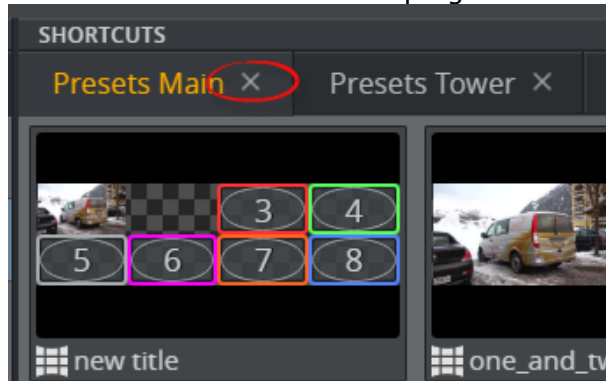 SHORTCUTS
Presets Main × Presets Tower ×
3 4
5 6 7 8
new title one_and_tw